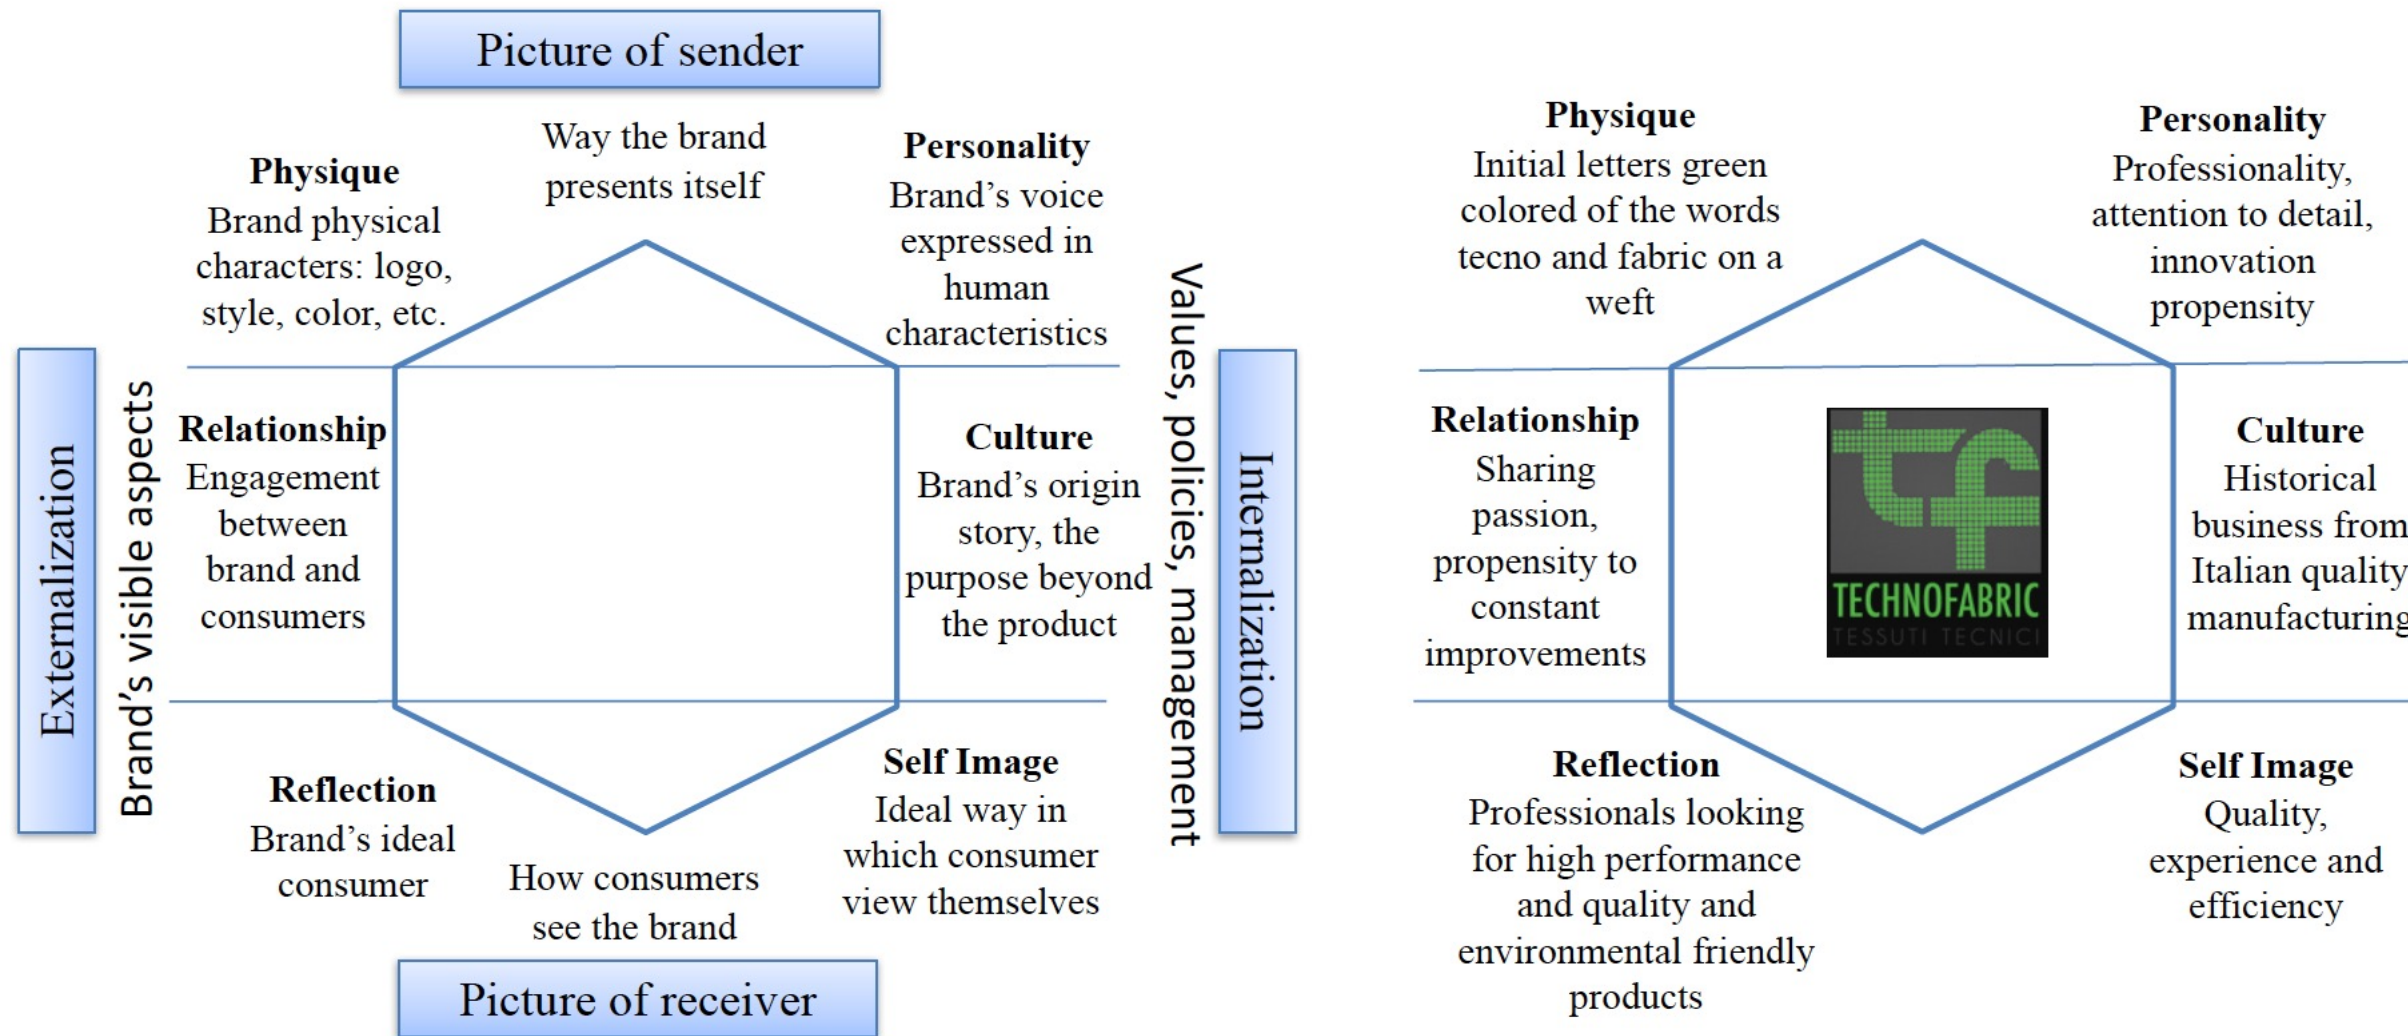 Picture of sender
Way the brand
presents itself
Physique
Brand physical
characters: logo,
style, color, etc.
Personality
Brand’s voice
expressed in
human
characteristics
Externalization
Brand’s visible aspects
Relationship
Engagement
between
brand and
consumers
Culture
Brand’s origin
story, the
purpose beyond
the product
Values, policies, management
Internalization
Reflection
Brand’s ideal
consumer
How consumers
see the brand
Self Image
Ideal way in
which consumer
view themselves
Picture of receiver
Physique
Initial letters green
colored of the words
tecno and fabric on a
weft
Personality
Professionality,
attention to detail,
innovation
propensity
Relationship
Sharing
passion,
propensity to
constant
improvements
tf
TECHNOFABRIC
TESSUTI TECNICI
Culture
Historical
business from
Italian quality
manufacturing
Reflection
Professionals looking
for high performance
and quality and
environmental friendly
products
Self Image
Quality,
experience and
efficiency